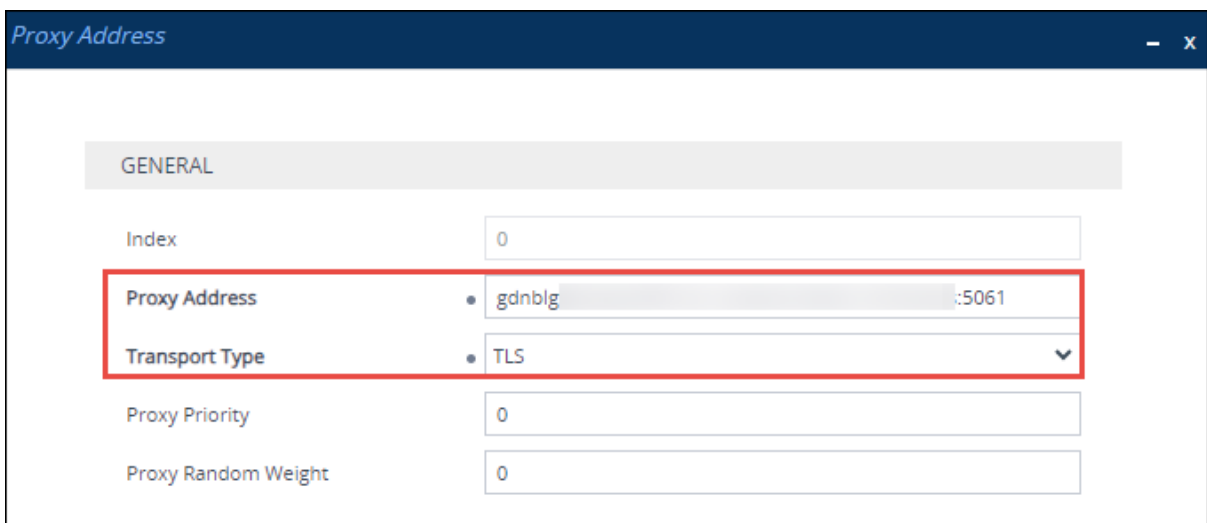 Proxy Address
– x
GENERAL
Index 0
Proxy Address gdnblg :5061
Transport Type TLS
Proxy Priority 0
Proxy Random Weight 0